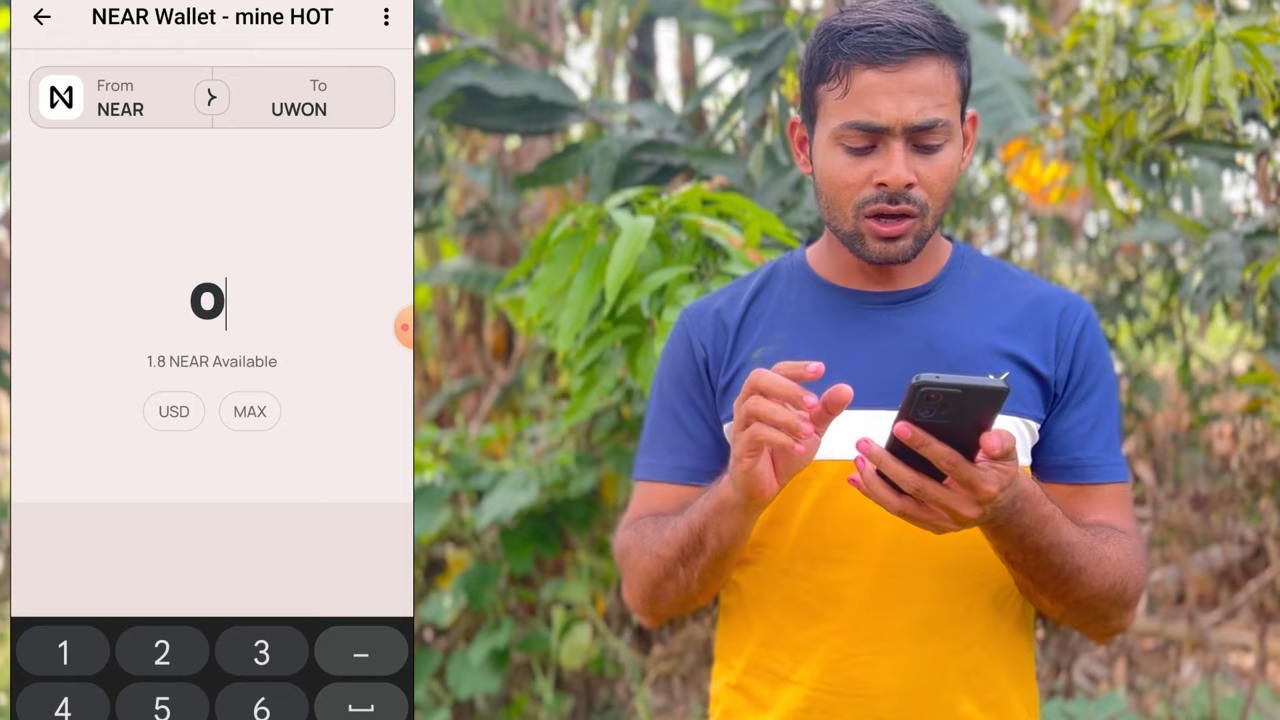 NEAR Wallet - mine HOT
From
NEAR
To
UWON
0
1.8 NEAR Available
USD
MAX
1 2 3 –
4 5 6